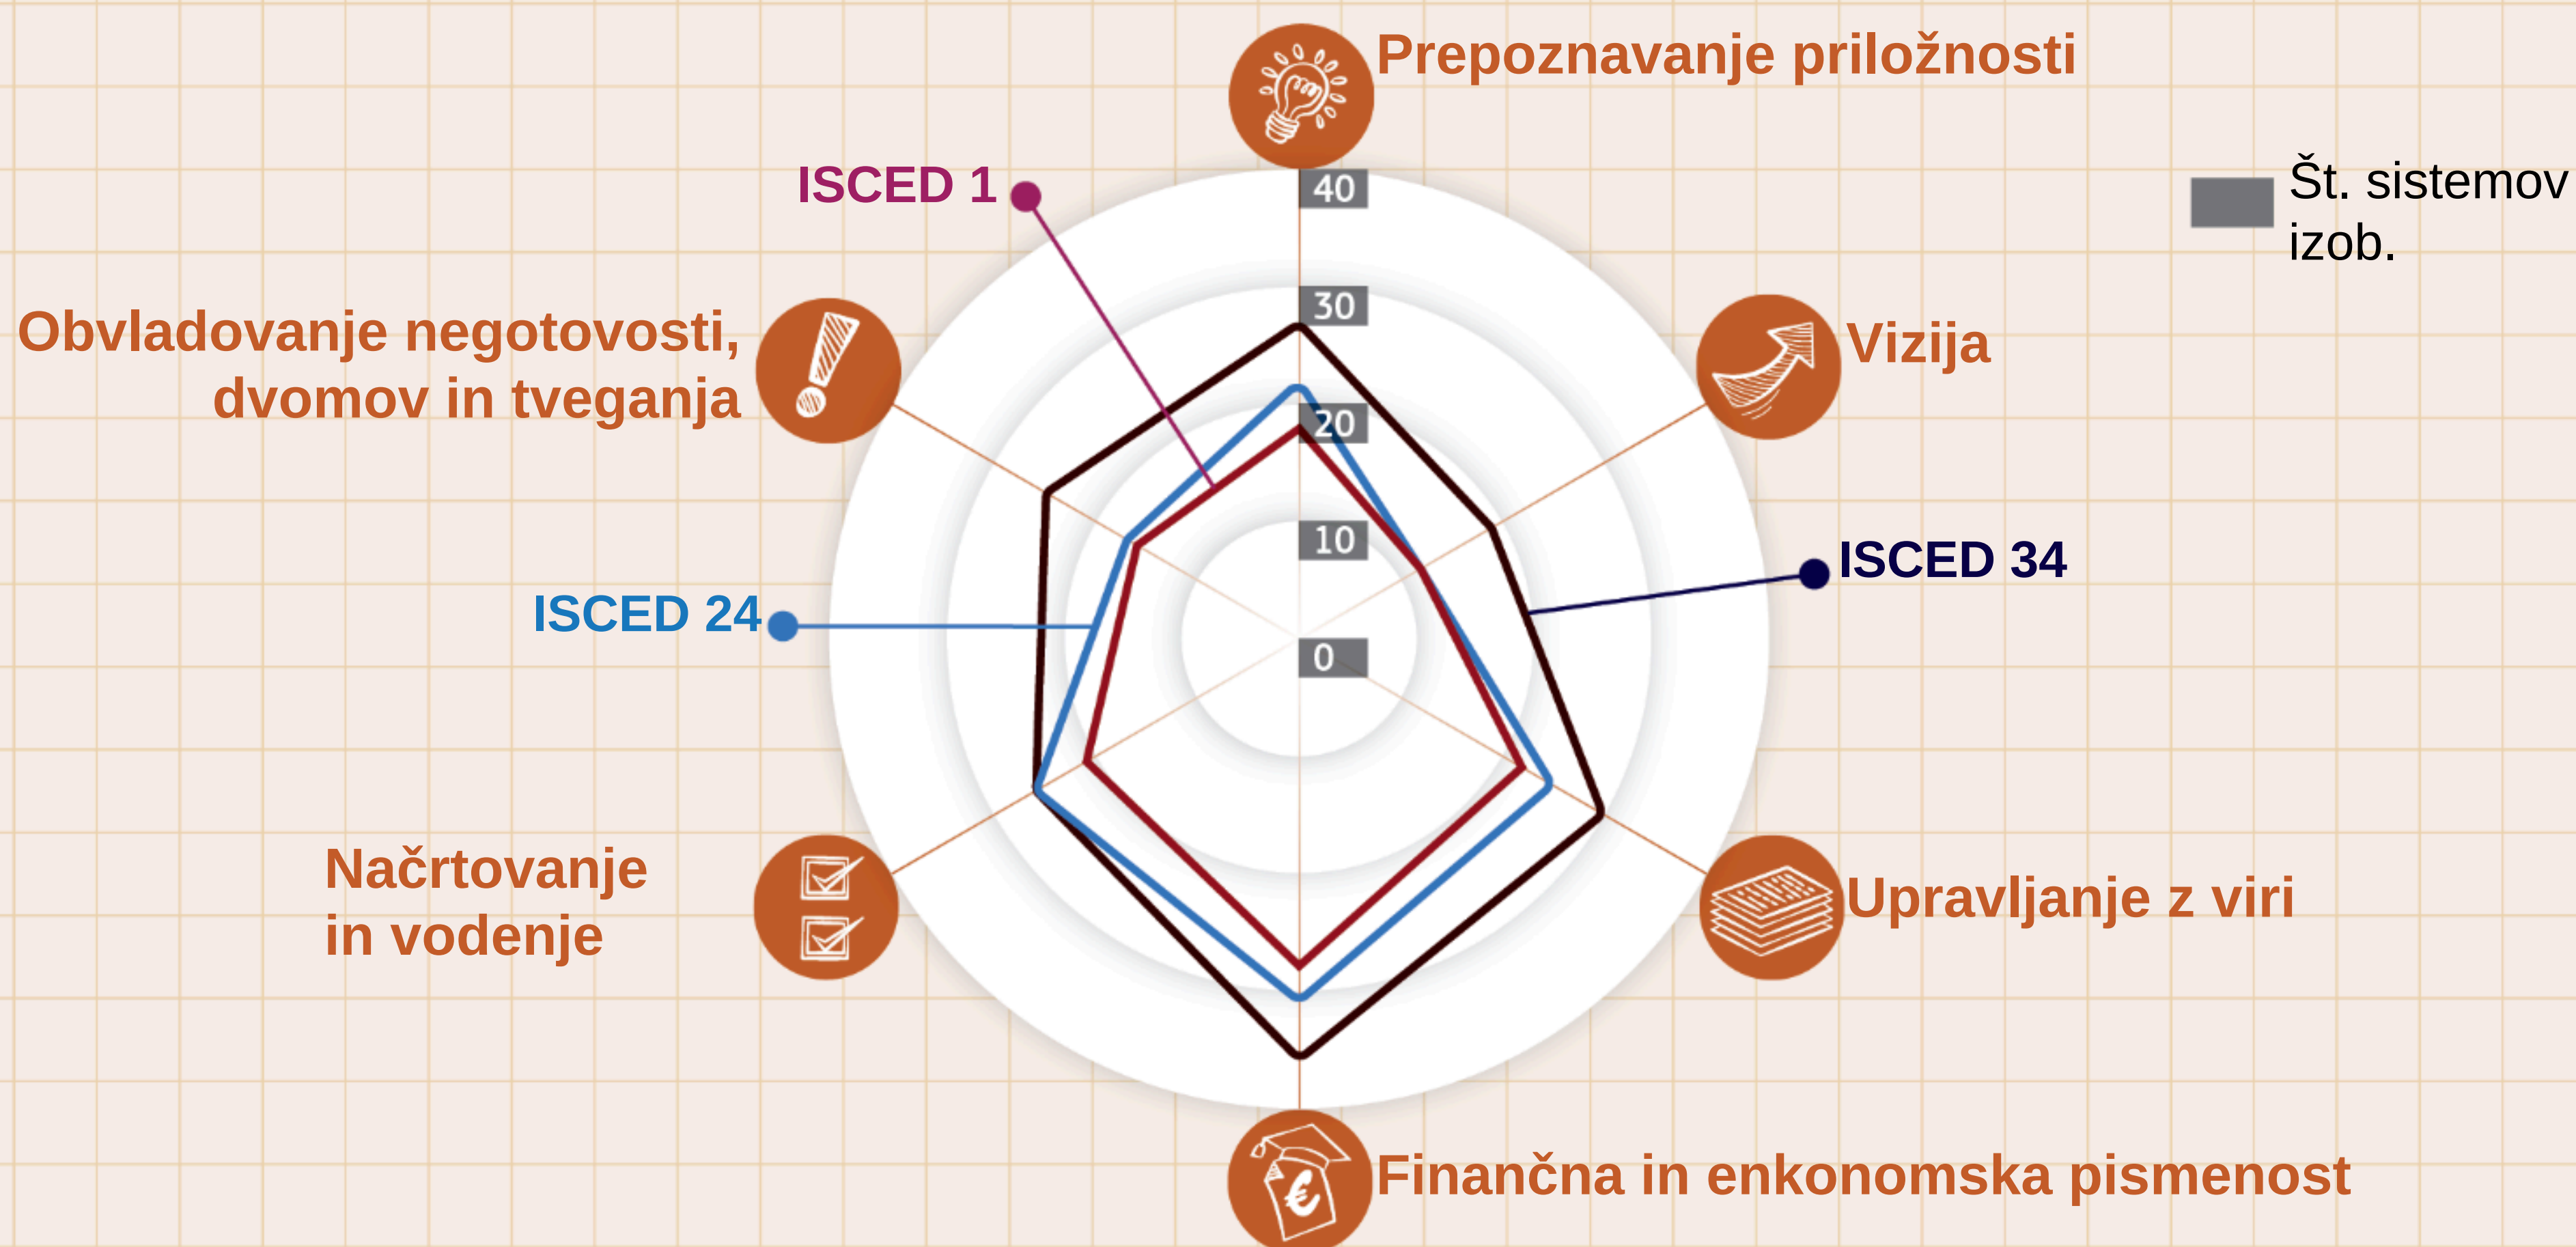 Prepoznavanje priložnosti
ISCED 1
40
Št. sistemov
izob.
30
Obvladovanje negotovosti,
dvomov in tveganja
Vizija
20
10
ISCED 34
ISCED 24
0
Načrtovanje
in vodenje
Upravljanje z viri
Finančna in enkonomska pismenost
€